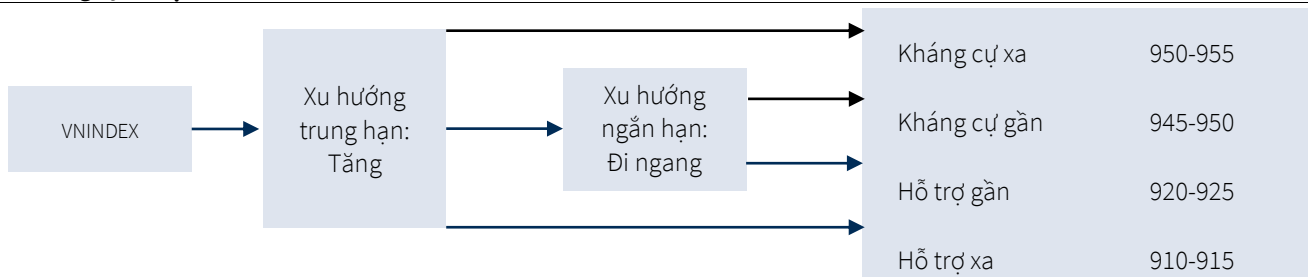 VNINDEX
Xu hướng
trung hạn:
Tăng
Xu hướng
ngắn hạn:
Đi ngang
Kháng cự xa 950-955
Kháng cự gần 945-950
Hỗ trợ gần 920-925
Hỗ trợ xa 910-915